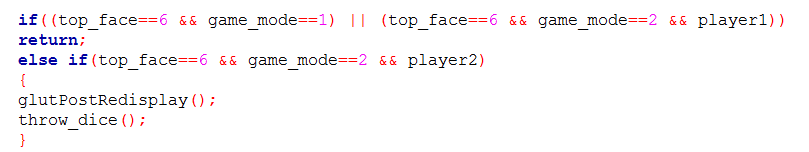 if((top_face==6 && game_mode==1) || (top_face==6 && game_mode==2 && player1))
return;
else if(top_face==6 && game_mode==2 && player2)
{
glutPostRedisplay();
throw_dice();
}